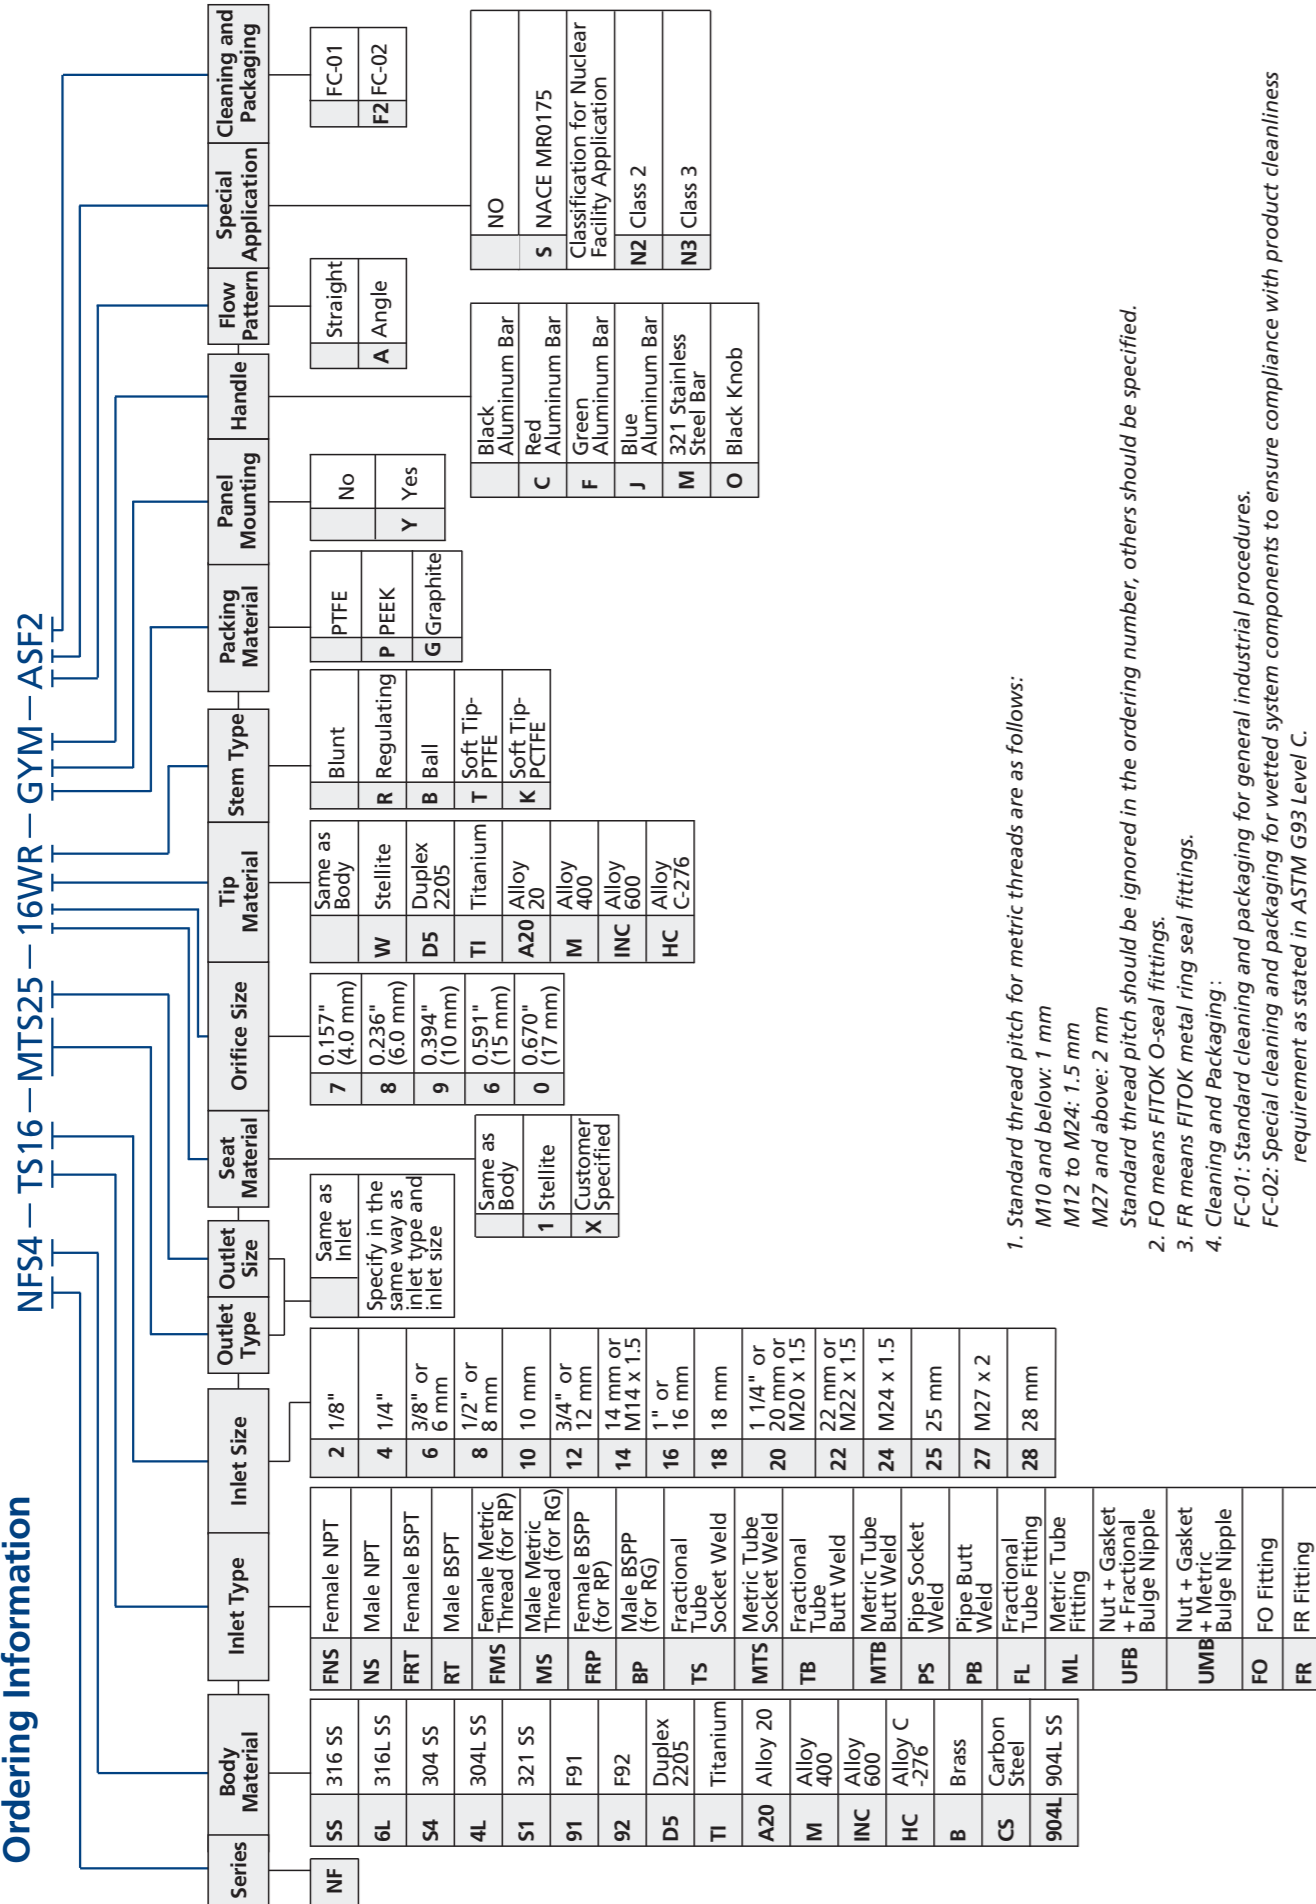 Ordering Information
NFS4 — TS16 — MTS25 — 16WR — GYM — ASF2
Series
Body
Material
Inlet Type
Inlet Size
Outlet
Type
Outlet
Size
Seat
Material
Orifice Size
Tip
Material
Stem Type
Packing
Material
Panel
Mounting
Handle
Flow
Pattern
Special
Application
Cleaning and
Packaging
NF
SS 316 SS
6L 316L SS
S4 304 SS
4L 304L SS
S1 321 SS
91 F91
92 F92
D5 Duplex
2205
TI Titanium
A20 Alloy 20
M Alloy
400
INC Alloy
600
HC Alloy C
-276
B Brass
CS Carbon
Steel
904L 904L SS
FNS Female NPT
NS Male NPT
FRT Female BSPT
RT Male BSPT
FMS Female Metric
Thread (for RP)
MS Male Metric
Thread (for RG)
FRP Female BSPP
(for RP)
BP Male BSPP
(for RG)
TS Fractional
Tube
Socket Weld
MTS Metric Tube
Socket Weld
TB Fractional
Tube
Butt Weld
MTB Metric Tube
Butt Weld
PS Pipe Socket
Weld
PB Pipe Butt
Weld
FL Fractional
Tube Fitting
ML Metric Tube
Fitting
UFB Nut + Gasket
+ Fractional
Bulge Nipple
UMB Nut + Gasket
+ Metric
Bulge Nipple
FO FO Fitting
FR FR Fitting
2 1/8"
4 1/4"
6 3/8" or
6 mm
8 1/2" or
8 mm
10 10 mm
12 3/4" or
12 mm
14 14 mm or
M14 x 1.5
16 1" or
16 mm
18 18 mm
20 1 1/4" or
20 mm or
M20 x 1.5
22 22 mm or
M22 x 1.5
24 M24 x 1.5
25 25 mm
27 M27 x 2
28 28 mm
Same as
Inlet
Specify in the
same way as
inlet type and
inlet size
Same as
Body
1 Stellite
X Customer
Specified
7 0.157"
(4.0 mm)
8 0.236"
(6.0 mm)
9 0.394"
(10 mm)
6 0.591"
(15 mm)
0 0.670"
(17 mm)
Same as
Body
W Stellite
D5 Duplex
2205
TI Titanium
A20 Alloy
20
M Alloy
400
INC Alloy
600
HC Alloy
C-276
Blunt
R Regulating
B Ball
T Soft Tip-
PTFE
K Soft Tip-
PCTFE
PTFE
P PEEK
G Graphite
No
Y Yes
Black
Aluminum Bar
C Red
Aluminum Bar
F Green
Aluminum Bar
J Blue
Aluminum Bar
M 321 Stainless
Steel Bar
O Black Knob
Straight
A Angle
NO
S NACE MR0175
Classification for Nuclear
Facility Application
N2 Class 2
N3 Class 3
FC-01
F2 FC-02
1. Standard thread pitch for metric threads are as follows:
M10 and below: 1 mm
M12 to M24: 1.5 mm
M27 and above: 2 mm
Standard thread pitch should be ignored in the ordering number, others should be specified.
2. FO means FITOK O-seal fittings.
3. FR means FITOK metal ring seal fittings.
4. Cleaning and Packaging:
FC-01: Standard cleaning and packaging for general industrial procedures.
FC-02: Special cleaning and packaging for wetted system components to ensure compliance with product cleanliness
requirement as stated in ASTM G93 Level C.